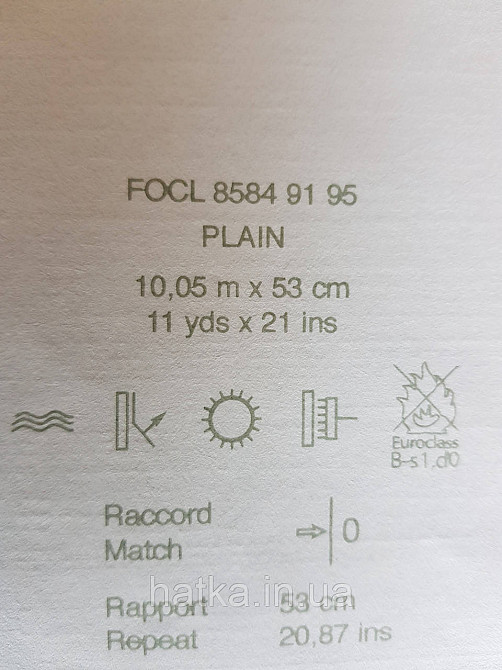 FOCL 8584 91 95
PLAIN
10,05 m x 53 cm
11 yds x 21 ins
Euroclass
B-s1,d0
Raccord
Match
0
hatka.in.ua
Rapport 53 cm
Repeat 20,87 ins